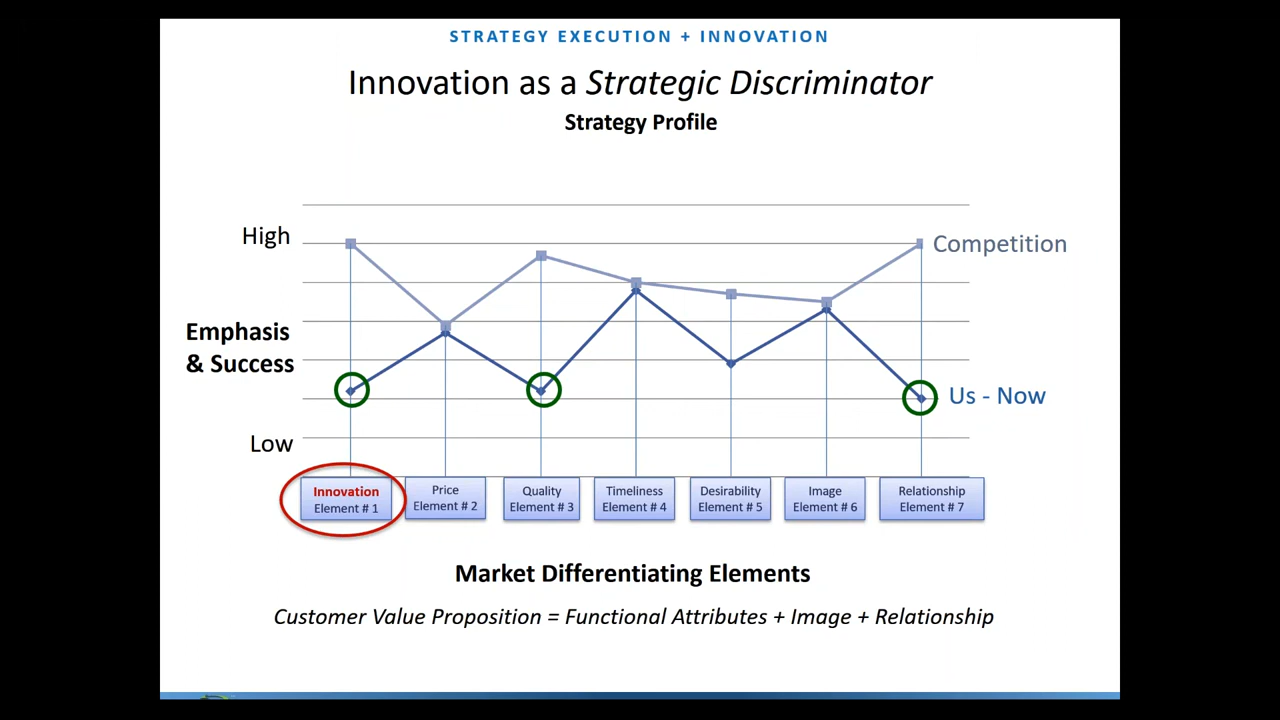 STRATEGY EXECUTION + INNOVATION
Innovation as a Strategic Discriminator
Strategy Profile
High
Competition
Emphasis
& Success
Us - Now
Low
Innovation
Element # 1
Price
Element # 2
Quality
Element # 3
Timeliness
Element # 4
Desirability
Element # 5
Image
Element # 6
Relationship
Element # 7
Market Differentiating Elements
Customer Value Proposition = Functional Attributes + Image + Relationship